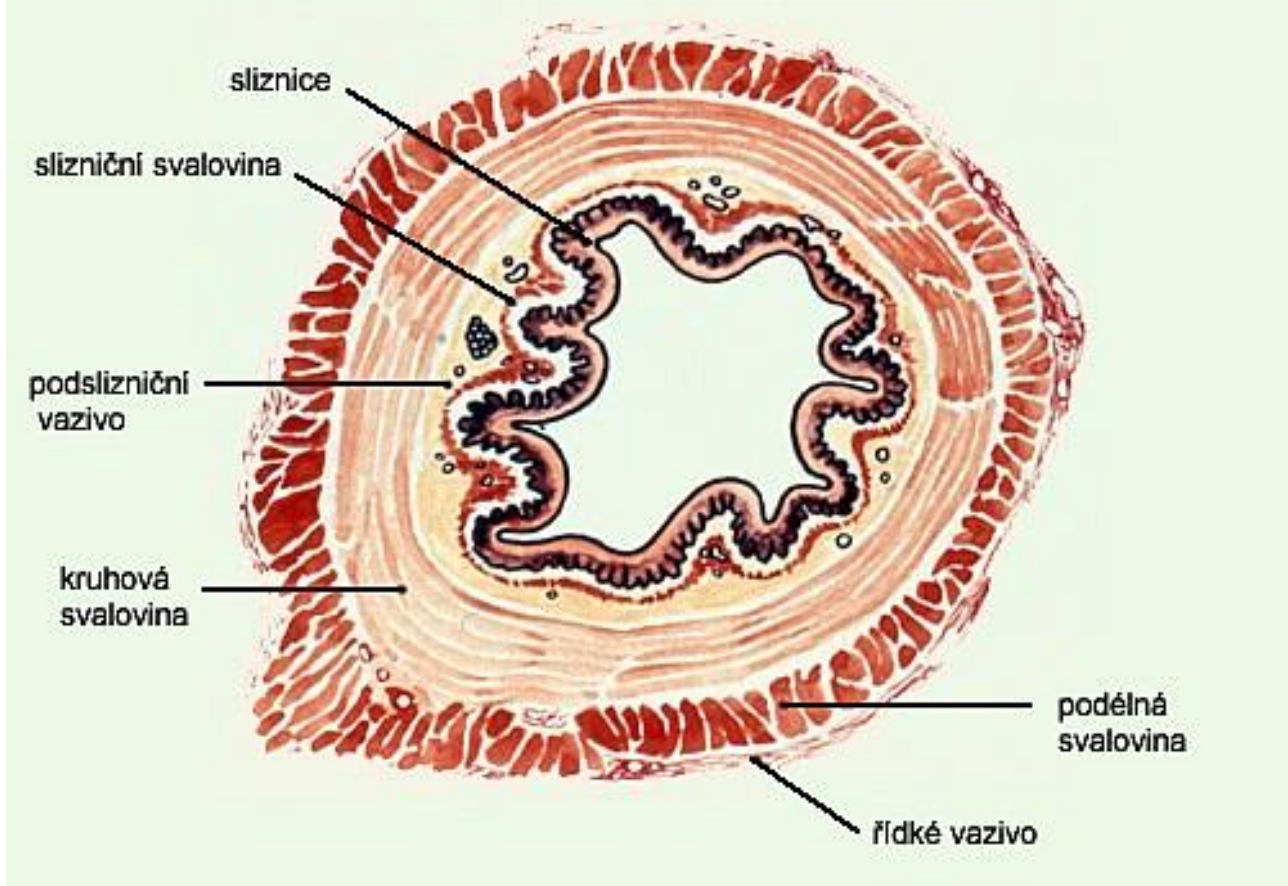 sliznice
slizniční svalovina
podslizniční
vazivo
kruhová
svalovina
podélná
svalovina
řídké vazivo